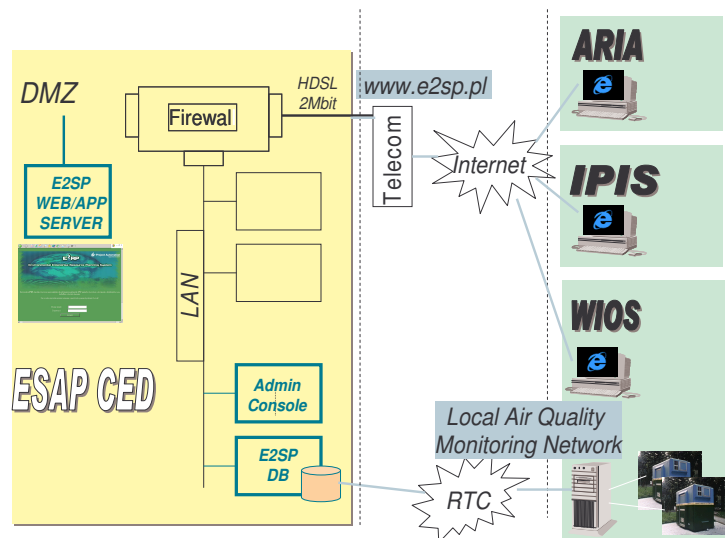 DMZ
HDSL
2Mbit
www.e2sp.pl
Firewal
Telecom
Internet
ARIA
IPIS
WIOS
E2SP
WEB/APP
SERVER
LAN
ESAP CED
Admin
Console
E2SP
DB
Local Air Quality
Monitoring Network
RTC